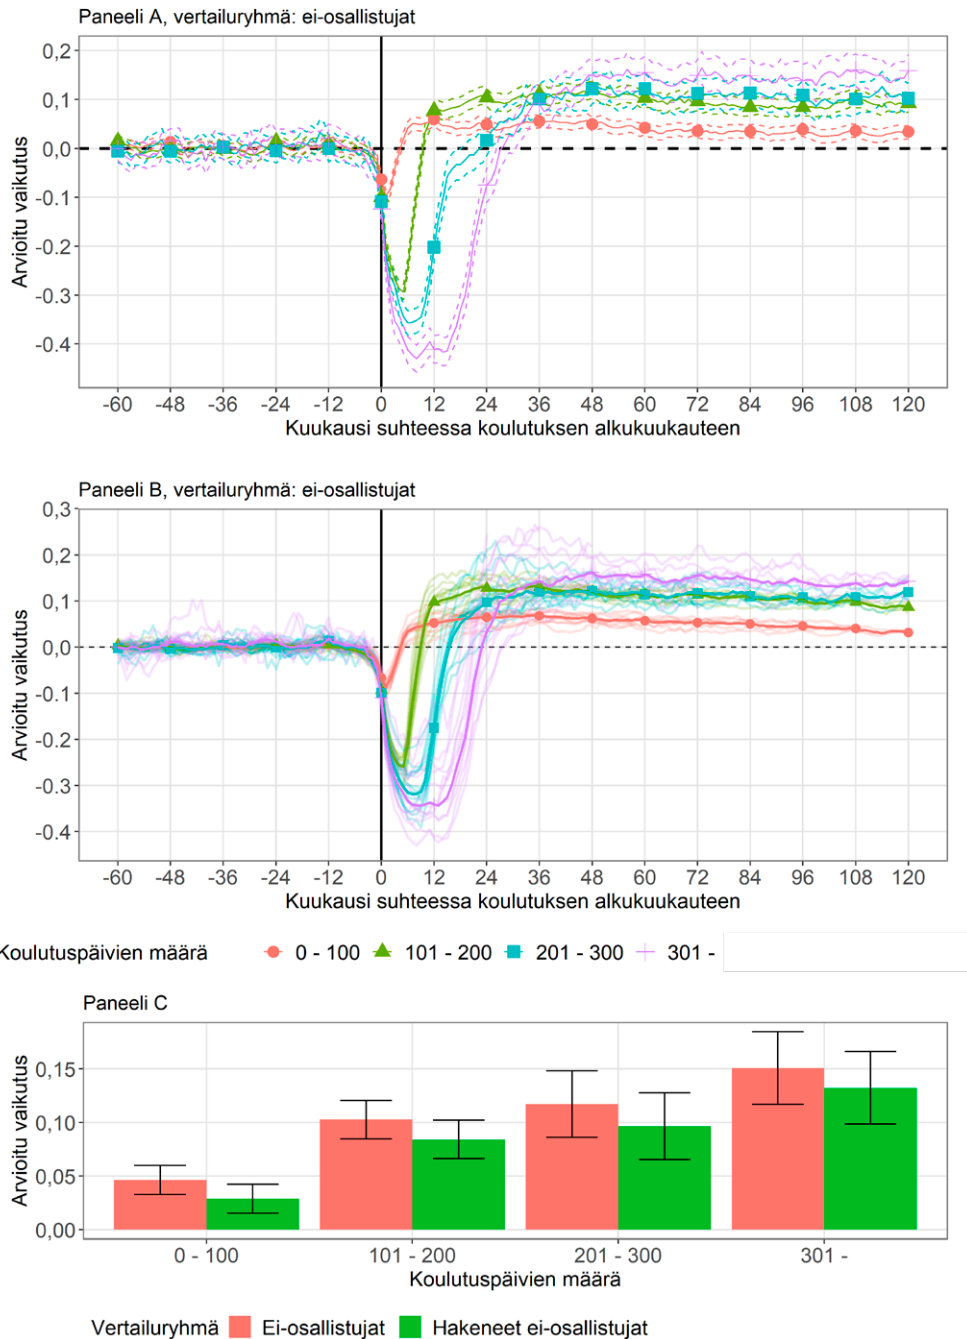 Paneeli A, vertailuryhmä: ei-osallistujat
Arvioitu vaikutus
0,2
0,1
0,0
-0.1
-0.2
-0.3
-0.4
-60 -48 -36 -24 -12 0 12 24 36 48 60 72 84 96 108 120
Kuukausi suhteessa koulutuksen alkukuukauteen
Paneeli B, vertailuryhmä: ei-osallistujat
Arvioitu vaikutus
0,3
0,2
0,1
0,0
-0.1
-0.2
-0.3
-0.4
-60 -48 -36 -24 -12 0 12 24 36 48 60 72 84 96 108 120
Kuukausi suhteessa koulutuksen alkukuukauteen
Koulutuspäivien määrä 0 - 100 101 - 200 201 - 300 301 -
Paneeli C
Arvioitu vaikutus
0,15
0,10
0,05
0,00
0 - 100 101 - 200 201 - 300 301 -
Koulutuspäivien määrä
Vertailuryhmä Ei-osallistujat Hakeneet ei-osallistujat